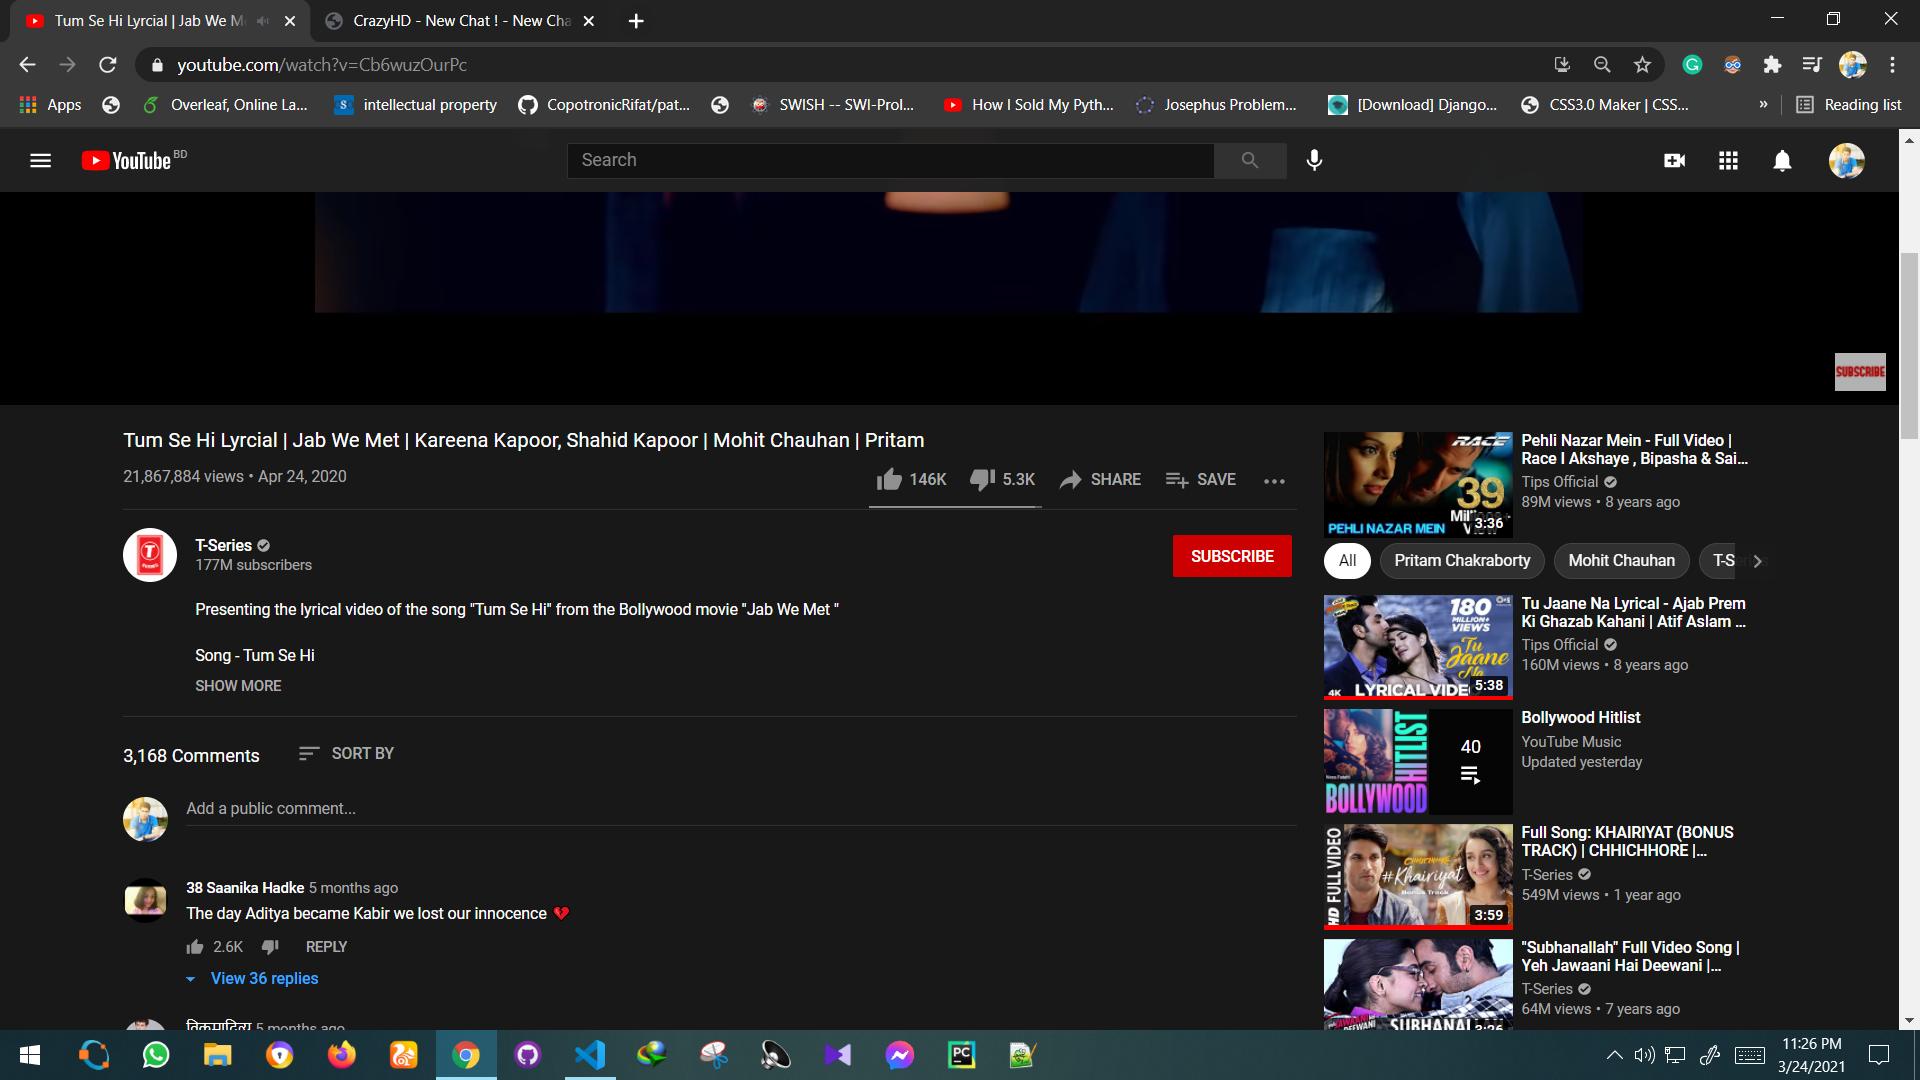 Tum Se Hi Lyrcial | Jab We M
CrazyHD - New Chat ! - New Cha
youtube.com/watch?v=Cb6wuzOurPc
Apps
Overleaf, Online La...
intellectual property
CopotronicRifat/pat...
SWISH -- SWI-Prol...
How I Sold My Pyth...
Josephus Problem...
[Download] Django...
CSS3.0 Maker | CSS...
»
Reading list
YouTube BD
Search
SUBSCRIBE
Tum Se Hi Lyrcial | Jab We Met | Kareena Kapoor, Shahid Kapoor | Mohit Chauhan | Pritam
21,867,884 views • Apr 24, 2020
146K
5.3K
SHARE
SAVE
T-Series
177M subscribers
SUBSCRIBE
Presenting the lyrical video of the song "Tum Se Hi" from the Bollywood movie "Jab We Met "
Song - Tum Se Hi
SHOW MORE
3,168 Comments
SORT BY
Add a public comment...
38 Saanika Hadke 5 months ago
The day Aditya became Kabir we lost our innocence 💔
2.6K
REPLY
View 36 replies
विक्रमादित्य 5 months ago
RACE
39
PEHLI NAZAR MEIN
3:36
Pehli Nazar Mein - Full Video |
Race I Akshaye , Bipasha & Sai...
Tips Official
89M views • 8 years ago
All
Pritam Chakraborty
Mohit Chauhan
T-Series
180
MILLION+
VIEWS
Tu
Jaane
Na
4K
LYRICAL VIDEO
5:38
Tu Jaane Na Lyrical - Ajab Prem
Ki Ghazab Kahani | Atif Aslam ...
Tips Official
160M views • 8 years ago
HITLIST
BOLLYWOOD
40
Bollywood Hitlist
YouTube Music
Updated yesterday
HD FULL VIDEO
CHHICHHORE
#Khairiyat
Bonus Track
3:59
Full Song: KHAIRIYAT (BONUS
TRACK) | CHHICHHORE |...
T-Series
549M views • 1 year ago
SUBHANAL
3:26
"Subhanallah" Full Video Song |
Yeh Jawaani Hai Deewani |...
T-Series
64M views • 7 years ago
PC
11:26 PM
3/24/2021